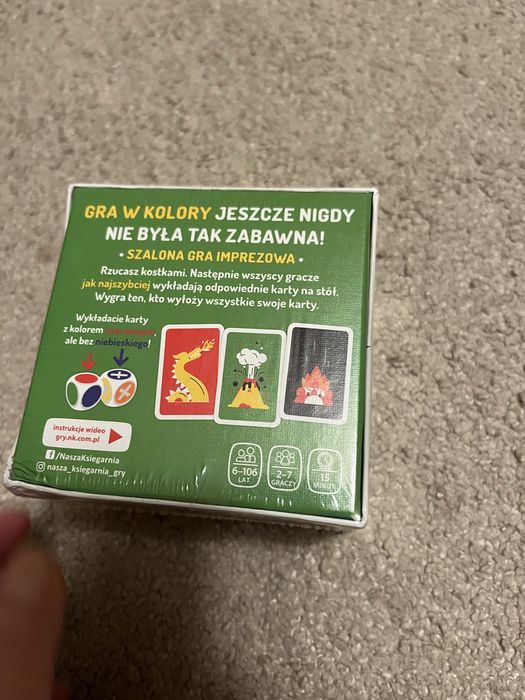 GRA W KOLORY JESZCZE NIGDY
NIE BYŁA TAK ZABAWNA!
• SZALONA GRA IMPREZOWA •
Rzucasz kostkami. Następnie wszyscy gracze
jak najszybciej wykładają odpowiednie karty na stół.
Wygra ten, kto wyłoży wszystkie swoje karty.
Wykładacie karty
z kolorem czerwonym,
ale bez niebieskiego!
instrukcje wideo
gry.nk.com.pl
/NaszaKsiegarnia
nasza_ksiegarnia_gry
6–106
LAT
2–7
GRACZY
15
MINUT